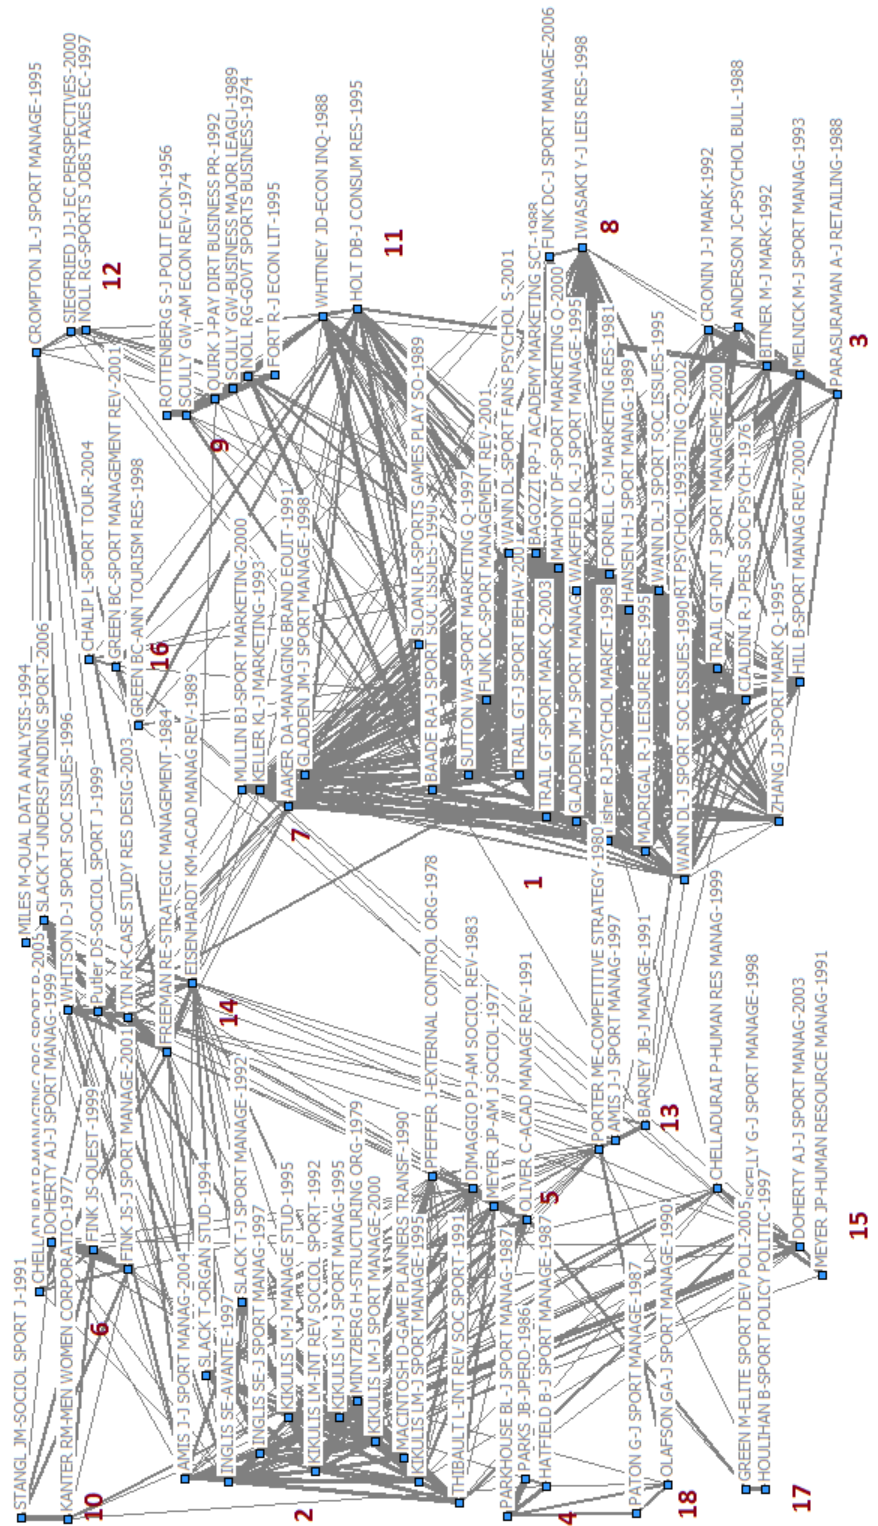 STANGL JM-SOCIOL SPORT J-1991
KANTER RM-MEN WOMEN CORPORATIO-1977
10
DOHERTY AJ-J SPORT MANAG-1999
FINK JS-QUEST-1999
FINK JS-J SPORT MANAGE-2001
6
MILES M-QUAL DATA ANALYSIS-1994
SLACK T-UNDERSTANDING SPORT-2006
WHITSON D-J SPORT SOC ISSUES-1996
Putler DS-SOCIOL SPORT J-1999
YIN RK-CASE STUDY RES DESIG-2003
FREEMAN RE-STRATEGIC MANAGEMENT-1984
EISENHARDT KM-ACAD MANAG REV-1989
14
CHALIP L-SPORT TOUR-2004
GREEN BC-SPORT MANAGEMENT REV-2001
GREEN BC-ANN TOURISM RES-1998
16
CROMPTON JL-J SPORT MANAGE-1995
SIEGFRIED JJ-J EC PERSPECTIVES-2000
NOLL RG-SPORTS JOBS TAXES EC-1997
12
ROTTENBERG S-J POLIT ECON-1956
SCULLY GW-AM ECON REV-1974
QUIRK J-PAY DIRT BUSINESS PR-1992
SCULLY GW-BUSINESS MAJOR LEAGU-1989
NOLL RG-GOVT SPORTS BUSINESS-1974
FORT R-J ECON LIT-1995
9
WHITNEY JD-ECON INQ-1988
HOLT DB-J CONSUM RES-1995
11
AMIS J-J SPORT MANAG-2004
SLACK T-ORGAN STUD-1994
INGLIS SE-AVANTE-1997
SLACK T-J SPORT MANAGE-1992
INGLIS SE-J SPORT MANAG-1997
KIKULIS LM-J MANAGE STUD-1995
KIKULIS LM-INT REV SOCIOL SPORT-1992
KIKULIS LM-J SPORT MANAG-1995
MINTZBERG H-STRUCTURING ORG-1979
KIKULIS LM-J SPORT MANAGE-2000
MACINTOSH D-GAME PLANNERS TRANSFE-1990
KIKULIS LM-J SPORT MANAGE-1995
THIBAULT L-INT REV SOC SPORT-1991
2
PFEFFER J-EXTERNAL CONTROL ORG-1978
DIMAGGIO PJ-AM SOCIOL REV-1983
MEYER JP-AM J SOCIOL-1977
OLIVER C-ACAD MANAGE REV-1991
5
MULLIN BJ-SPORT MARKETING-2000
KELLER KL-J MARKETING-1993
AAKER DA-MANAGING BRAND EQUIT-1991
GLADDEN JM-J SPORT MANAGE-1998
7
SLOAN LR-SPORTS GAMES PLAY SO-1989
BAADE RA-J SPOR SOC ISSUES-1990
SUTTON WA-SPORT MARKETING Q-1997
FUNK DC-SPORT MANAGEMENT REV-2001
WANN DL-SPORT FANS PSYCHOL S-2001
TRAIL GT-J SPORT BEHAV-
BAGOZZI RP-J ACADEMY MARKETING SCI-1988
TRAIL GT-SPORT MARK Q-2003
MAHONY DF-SPORT MARKETING Q-2000
GLADDEN JM-J SPORT MANAG
WAKEFIELD KL-J SPORT MANAGE-1995
isher RJ-PSYCHOL MARKET-1998
FORNELL C-J MARKETING RES-1981
HANSEN H-J SPORT MANAG-1989
MADRIGAL R-J LEISURE RES-1995
WANN DL-J SPORT SOC ISSUES-1995
WANN DL-J SPORT SOC ISSUES-1990
RT PSYCHOL-1993
TING Q-2002
1
FUNK DC-J SPORT MANAGE-2006
IWASAKI Y-J LEIS RES-1998
8
TRAIL GT-INT J SPORT MANAGEME-2000
CIALDINI R-J PERS SOC PSYCH-1976
ZHANG JJ-SPORT MARK Q-1995
HILL B-SPORT MANAG REV-2000
CRONIN J-J MARK-1992
ANDERSON JC-PSYCHOL BULL-1988
BITNER M-J MARK-1992
MELNICK M-J SPORT MANAG-1993
PARASURAMAN A-J RETAILING-1988
3
PARKHOUSE BL-J SPORT MANAG-1987
PARKS JB-JPERD-1986
HATFIELD B-J SPORT MANAGE-1987
4
PATON G-J SPORT MANAGE-1987
OLAFSON GA-J SPORT MANAGE-1990
18
PORTER ME-COMPETITIVE STRATEGY-1980
AMIS J-J SPORT MANAG-1997
BARNEY JB-J MANAGE-1991
13
CHELLADURAI P-HUMAN RES MANAG-1999
G-J SPORT MANAGE-1998
DOHERTY AJ-J SPORT MANAG-2003
MEYER JP-HUMAN RESOURCE MANAG-1991
15
GREEN M-ELITE SPORT DEV POLI-2005
HOULIHAN B-SPORT POLICY POLITIC-1997
17